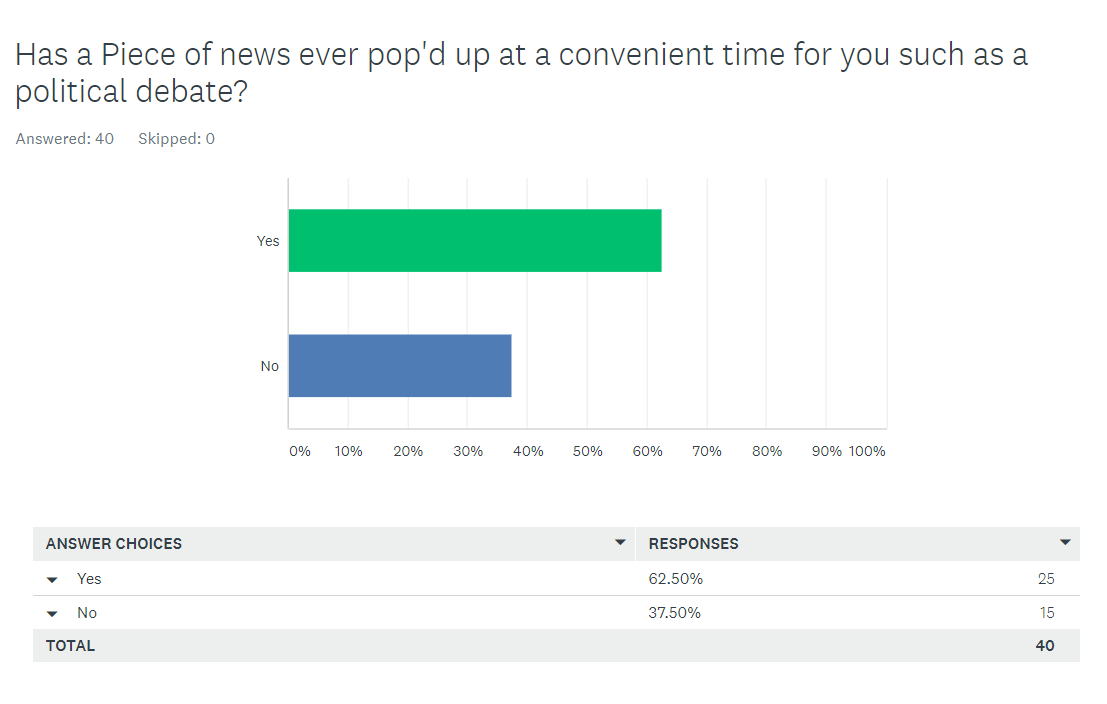 Has a Piece of news ever pop'd up at a convenient time for you such as a
political debate?
Answered: 40 Skipped: 0
Yes
No
0% 10% 20% 30% 40% 50% 60% 70% 80% 90% 100%
ANSWER CHOICES RESPONSES
Yes 62.50% 25
No 37.50% 15
TOTAL 40